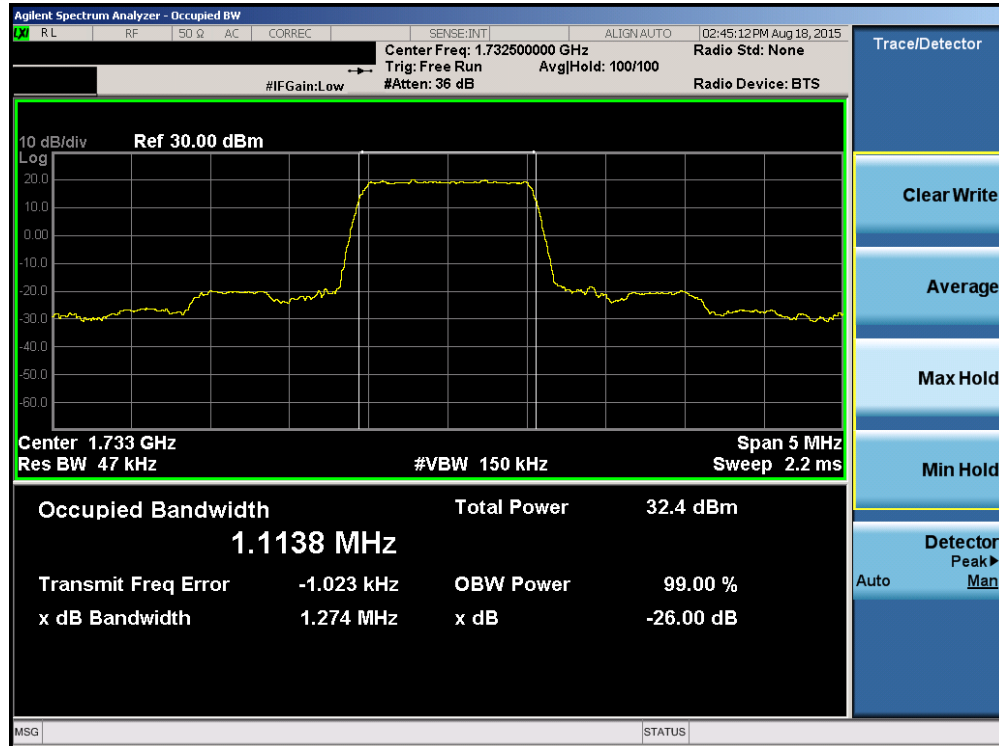 Agilent Spectrum Analyzer - Occupied BW
LXI RL RF 50 Ω AC CORREC SENSE:INT ALIGN AUTO 02:45:12 PM Aug 18, 2015
Center Freq: 1.732500000 GHz Radio Std: None
Trig: Free Run Avg|Hold: 100/100
#IFGain:Low #Atten: 36 dB Radio Device: BTS
10 dB/div Ref 30.00 dBm
Log
20.0
10.0
0.00
-10.0
-20.0
-30.0
-40.0
-50.0
-60.0
Center 1.733 GHz Span 5 MHz
Res BW 47 kHz #VBW 150 kHz Sweep 2.2 ms
Occupied Bandwidth Total Power 32.4 dBm
1.1138 MHz
Transmit Freq Error -1.023 kHz OBW Power 99.00 %
x dB Bandwidth 1.274 MHz x dB -26.00 dB
MSG STATUS
Trace/Detector
Clear Write
Average
Max Hold
Min Hold
Detector
Peak▶
Auto Man